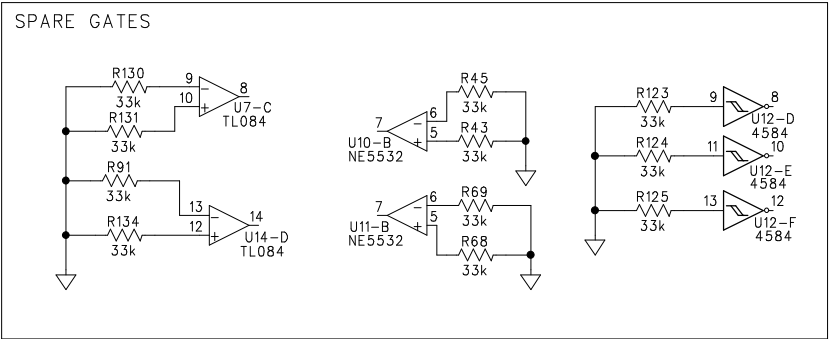 SPARE GATES
R130
33k
9
10
8
U7-C
TL084
R131
33k
R91
33k
13
12
14
U14-D
TL084
R134
33k
R45
33k
7
6
5
U10-B
NE5532
R43
33k
R69
33k
7
6
5
U11-B
NE5532
R68
33k
R123
33k
9
8
U12-D
4584
R124
33k
11
10
U12-E
4584
R125
33k
13
12
U12-F
4584